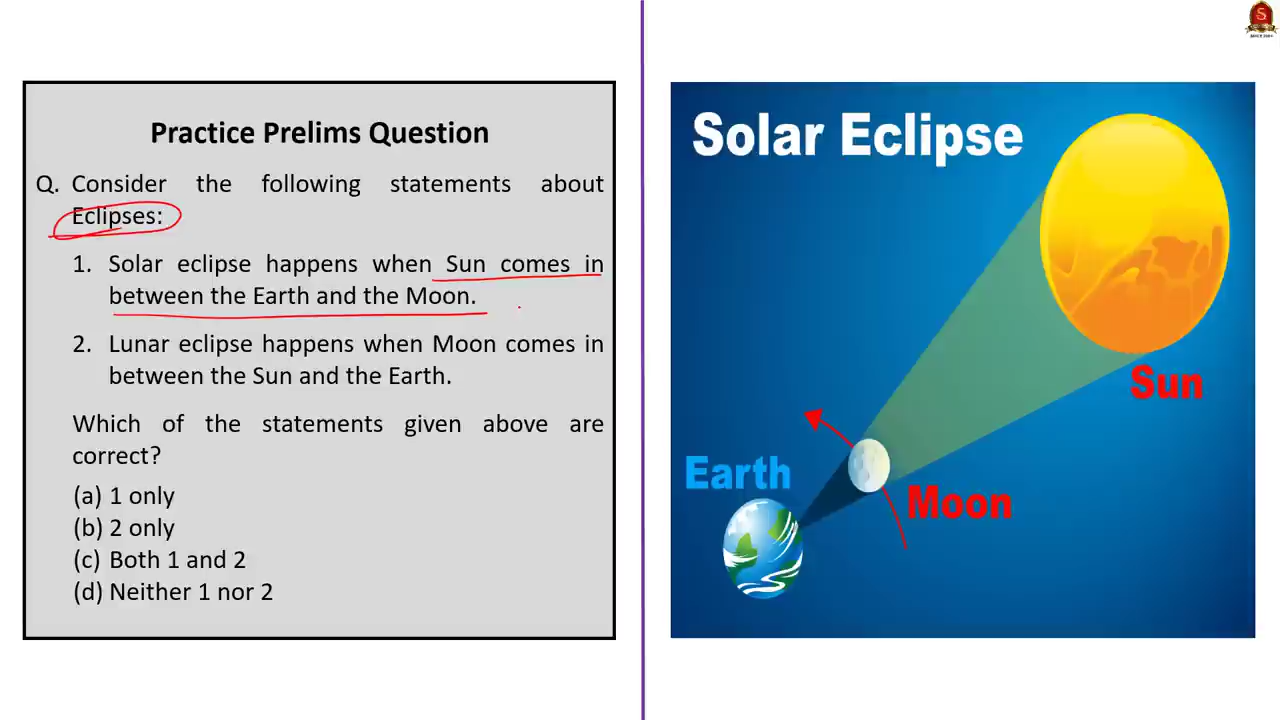 Practice Prelims Question
Q. Consider the following statements about
Eclipses:
1. Solar eclipse happens when Sun comes in
between the Earth and the Moon.
2. Lunar eclipse happens when Moon comes in
between the Sun and the Earth.
Which of the statements given above are
correct?
(a) 1 only
(b) 2 only
(c) Both 1 and 2
(d) Neither 1 nor 2
Solar Eclipse
Sun
Earth
Moon
S